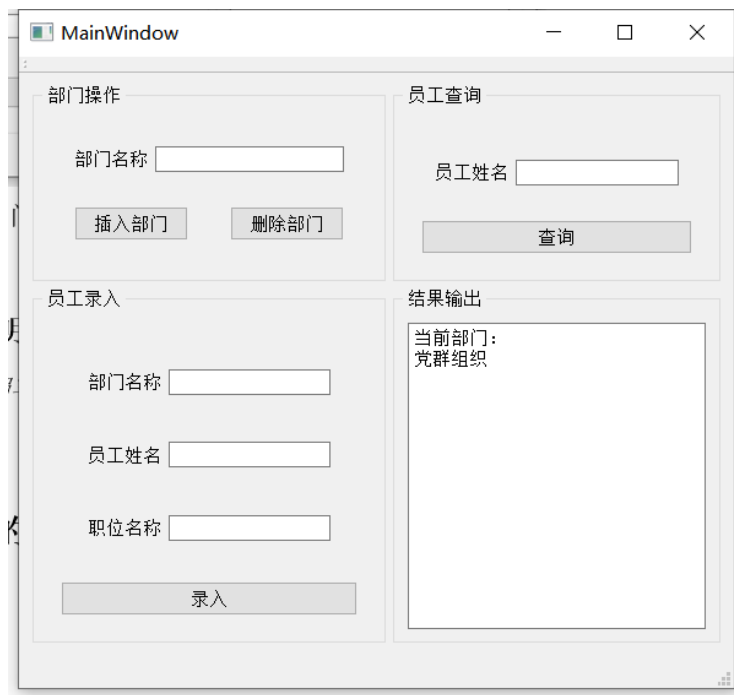 MainWindow
部门操作
部门名称
插入部门
删除部门
员工查询
员工姓名
查询
员工录入
部门名称
员工姓名
职位名称
录入
结果输出
当前部门：
党群组织